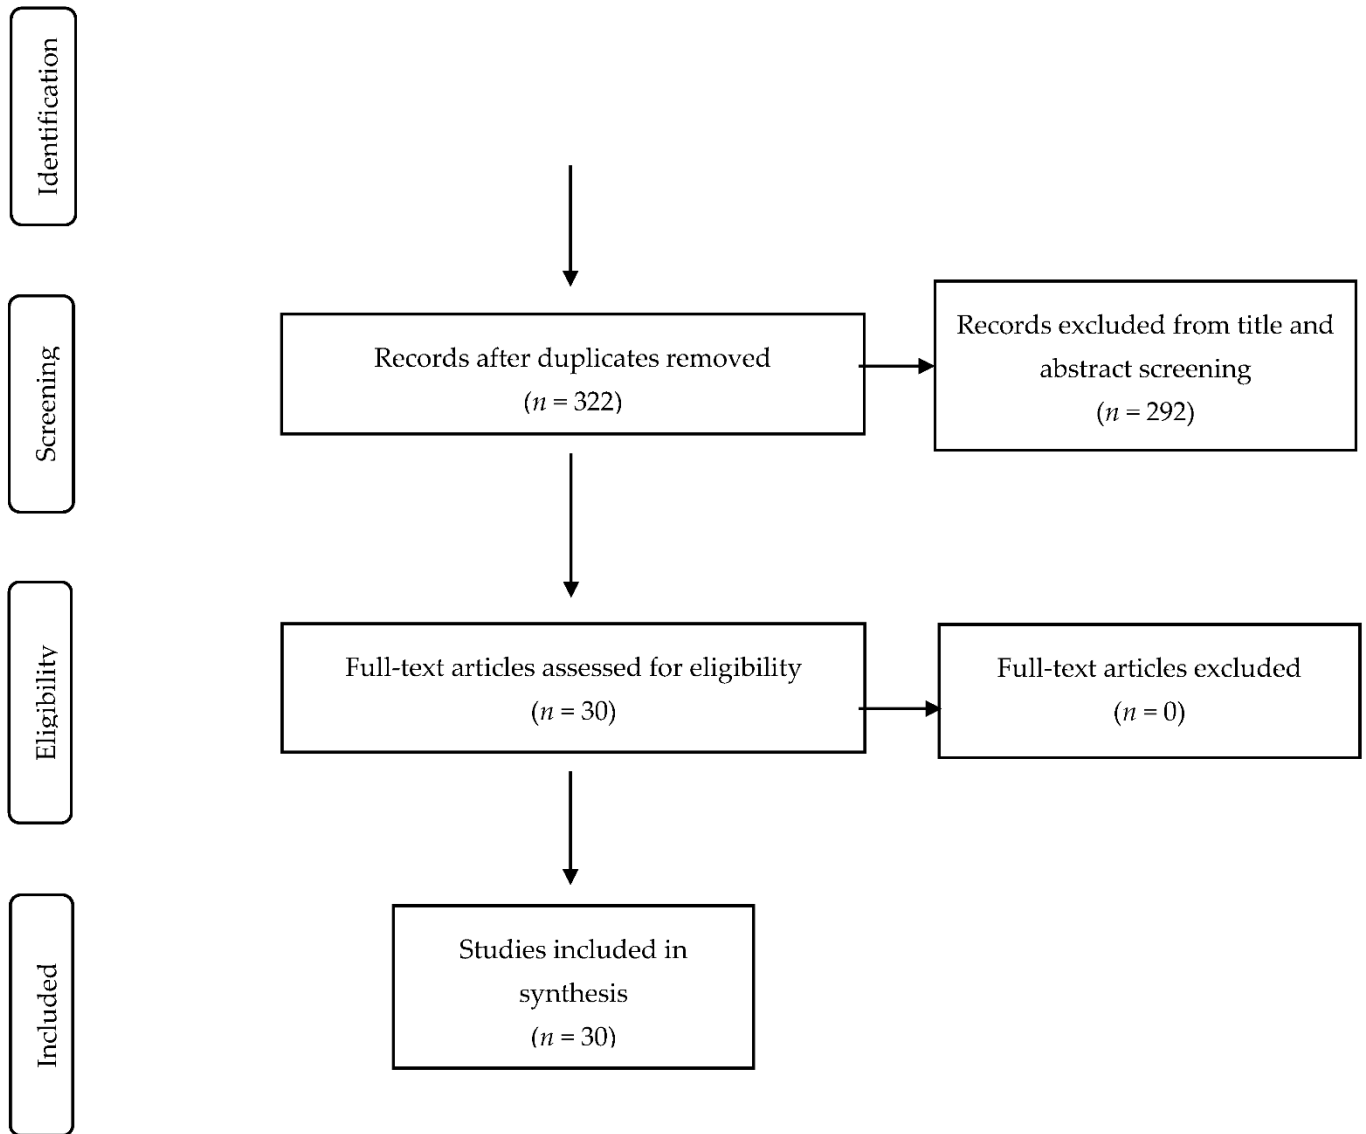 Identification
Screening
Records after duplicates removed
(n = 322)
Records excluded from title and
abstract screening
(n = 292)
Eligibility
Full-text articles assessed for eligibility
(n = 30)
Full-text articles excluded
(n = 0)
Included
Studies included in
synthesis
(n = 30)